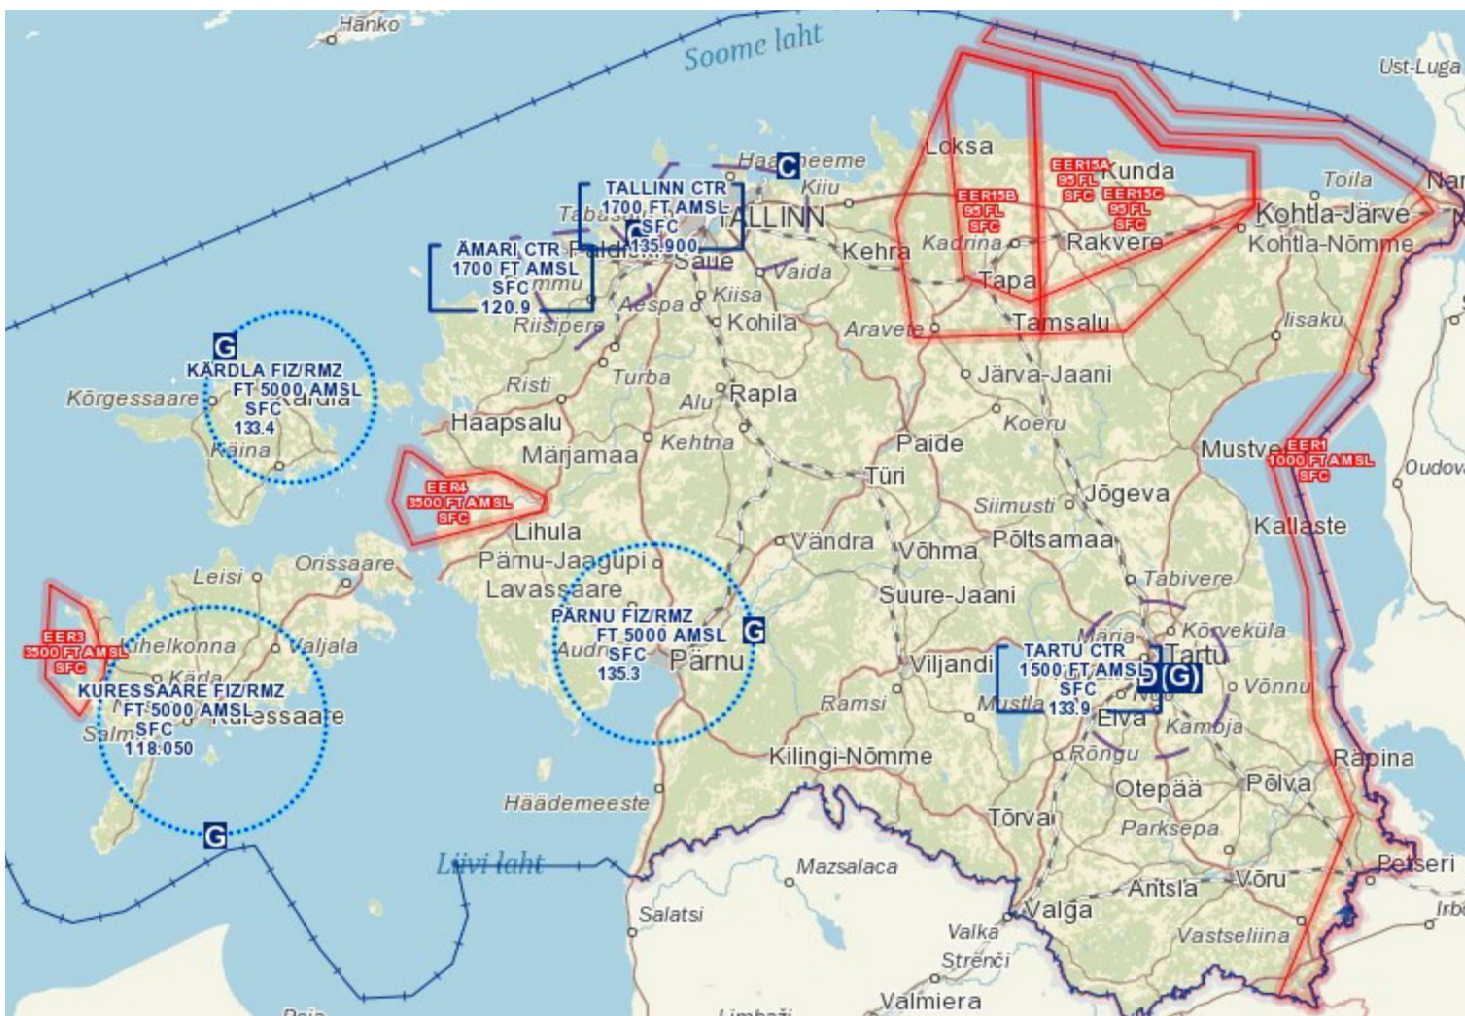 Hanko
Soome laht
Ust-Luga
Loksa
Haabneeme
C
Kiiu
EER15A
95 FL
SFC
Kunda
EER15B
95 FL
SFC
EER15C
95 FL
SFC
Toila
TALLINN CTR
1700 FT AMSL
SFC
135.900
TALLINN
Kohtla-Järve
Kohtla-Nõmme
Kadrina
Rakvere
Kehra
ÄMARI CTR
1700 FT AMSL
SFC
120.9
Saue
Vaida
Tapa
Aespa
Kiisa
Riisipere
Kohila
Aravete
Tamsalu
Iisaku
G
KÄRDLA FIZ/RMZ
FT 5000 AMSL
SFC
133.4
Kõrgessaare
Käina
Turba
Risti
Alu
Rapla
Järva-Jaani
Haapsalu
Kehtna
Koeru
Märjamaa
Paide
EER1
1000 FT AMSL
SFC
Oudova
EER4
3500 FT AMSL
SFC
Türi
Siimusti
Jõgeva
Lihula
Kallaste
Vändra
Võhma
Põltsamaa
Pärnu-Jaagupi
Orissaare
Leisi
Lavassaare
Suure-Jaani
Tabivere
PÄRNU FIZ/RMZ
FT 5000 AMSL
SFC
135.3
G
Pärnu
EER3
3500 FT AMSL
SFC
Valjala
Kärla
Märja
Kõrveküla
Tartu
Viljandi
TARTU CTR
1500 FT AMSL
SFC
133.9
D(G)
Võnnu
KURESSAARE FIZ/RMZ
FT 5000 AMSL
SFC
118:050
Kuressaare
Ramsi
Mustla
Elva
Kambja
Kilingi-Nõmme
Rõngu
Räpina
Otepää
Põlva
Häädemeeste
Tõrva
Parksepa
G
Liivi laht
Mazsalaca
Petseri
Antsla
Võru
Salatsi
Valga
Valka
Vastseliina
Strenči
Valmiera